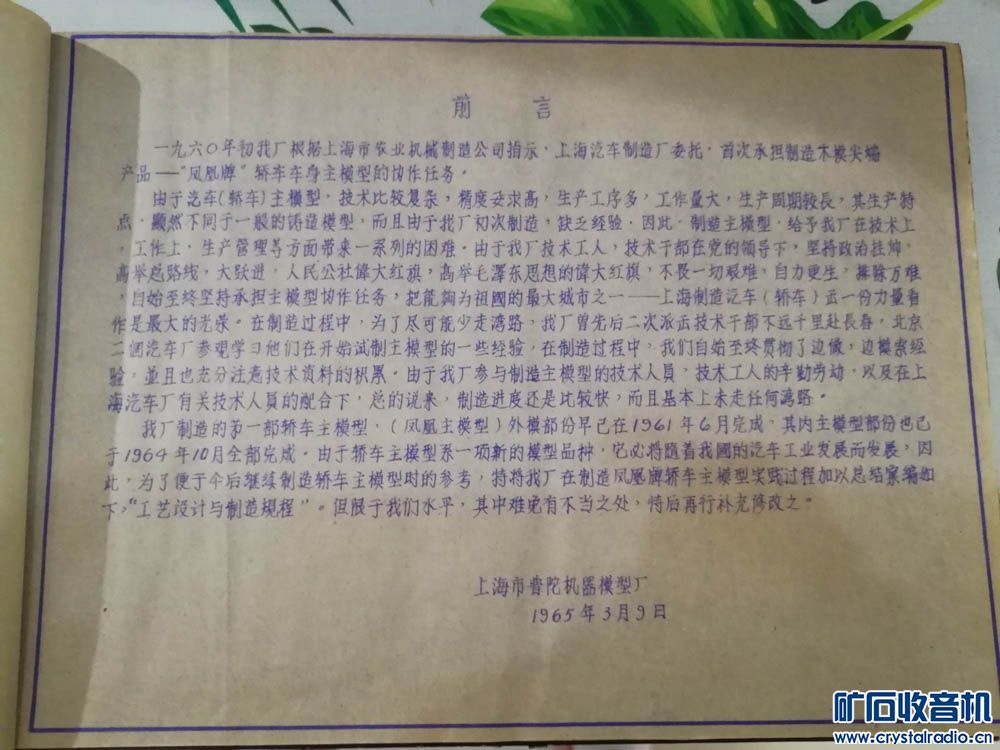 前 言
一九六〇年初我厂根据上海市农业机械制造公司指示,上海汽车制造厂委托,首次承担制造木模尖端
产品——"凤凰牌"轿车车身主模型的协作任务。
由于汽车(轿车)主模型,技术比较复杂,精度要求高,生产工序多,工作量大,生产周期较長,其生产特
点,显然不同于一般的铸造模型,而且由于我厂初次制造,缺乏经验,因此,制造主模型,给予我厂在技术上,
工作上,生产管理等方面带来一系列的困难。由于我厂技术工人,技术干部在党的领导下,坚持政治挂帅,
高举总路线,大跃进,人民公社偉大红旗,高举毛澤东思想的偉大红旗,不畏一切艰难,自力更生,排除万难
,自始至终坚持承担主模型协作任务,把能夠为祖國的最大城市之一——上海制造汽车(轿车)出一份力量看
作是最大的光荣。在制造过程中,为了尽可能少走湾路,我厂曾先后二次派出技术干部不远千里赴長春,北京
二個汽车厂参观学习他们在开始試制主模型的一些经验,在制造过程中,我们自始至终贯彻了边做,边摸索经
验,並且也充分注意技术资料的积累。由于我厂参与制造主模型的技术人員,技术工人的辛勤劳动,以及在上
海汽车厂有关技术人員的配合下,总的说来,制造进度还是比较快,而且基本上未走任何湾路。
我厂制造的第一部轿车主模型,(凤凰主模型)外模部份早已在1961年6月完成,其内主模型部份也已
于1964年10月全部完成。由于轿车主模型系一项新的模型品种,它必将随着我國的汽车工业发展而发展,因
此,为了便于今后继续制造轿车主模型时的参考,特将我厂在制造凤凰牌轿车主模型实践过程加以总结彙编如
下,"工艺设计与制造規程"。但限于我们水平,其中难免有不当之处,待后再行补充修改之。
上海市普陀机器模型厂
1965年3月9日
矿石收音机
www.crystalradio.cn